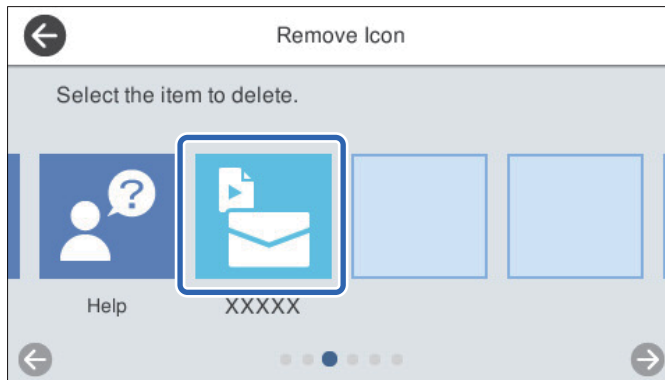 Remove Icon
Select the item to delete.
?
Help
XXXXX